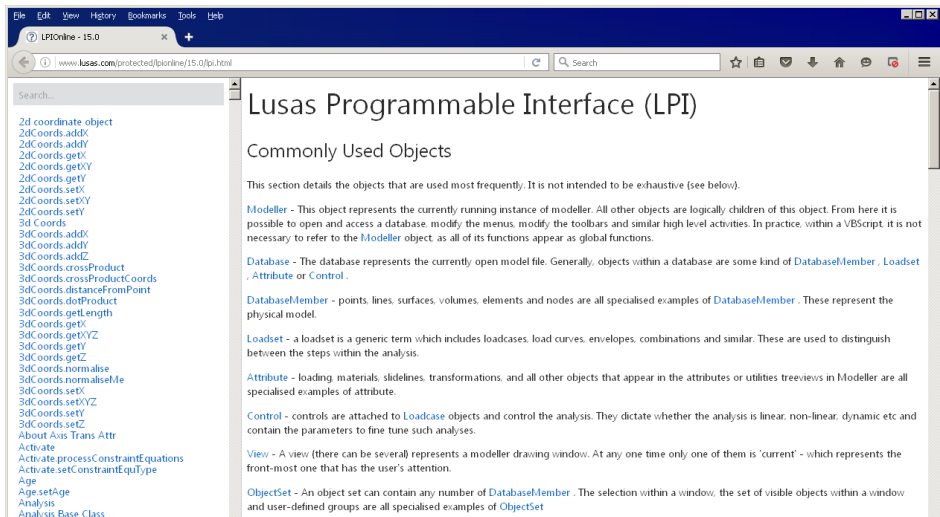 File Edit View History Bookmarks Tools Help
LPIOnline - 15.0
www.lusas.com/protected/lpionline/15.0/lpi.html
Search
Search...
2d coordinate object
2dCoords.addX
2dCoords.addY
2dCoords.getX
2dCoords.getXY
2dCoords.getY
2dCoords.setX
2dCoords.setXY
2dCoords.setY
3d Coords
3dCoords.addX
3dCoords.addY
3dCoords.addZ
3dCoords.crossProduct
3dCoords.crossProductCoords
3dCoords.distanceFromPoint
3dCoords.dotProduct
3dCoords.getLength
3dCoords.getX
3dCoords.getXYZ
3dCoords.getY
3dCoords.getZ
3dCoords.normalise
3dCoords.normaliseMe
3dCoords.setX
3dCoords.setXYZ
3dCoords.setY
3dCoords.setZ
About Axis Trans Attr
Activate
Activate.processConstraintEquations
Activate.setConstraintEquType
Age
Age.setAge
Analysis
Analysis Base Class
Lusas Programmable Interface (LPI)
Commonly Used Objects
This section details the objects that are used most frequently. It is not intended to be exhaustive (see below).
Modeller - This object represents the currently running instance of modeller. All other objects are logically children of this object. From here it is
possible to open and access a database, modify the menus, modify the toolbars and similar high level activities. In practice, within a VBScript, it is not
necessary to refer to the Modeller object, as all of its functions appear as global functions.
Database - The database represents the currently open model file. Generally, objects within a database are some kind of DatabaseMember , Loadset
, Attribute or Control .
DatabaseMember - points, lines, surfaces, volumes, elements and nodes are all specialised examples of DatabaseMember . These represent the
physical model.
Loadset - a loadset is a generic term which includes loadcases, load curves, envelopes, combinations and similar. These are used to distinguish
between the steps within the analysis.
Attribute - loading, materials, slidelines, transformations, and all other objects that appear in the attributes or utilities treeviews in Modeller are all
specialised examples of attribute.
Control - controls are attached to Loadcase objects and control the analysis. They dictate whether the analysis is linear, non-linear, dynamic etc and
contain the parameters to fine tune such analyses.
View - A view (there can be several) represents a modeller drawing window. At any one time only one of them is 'current' - which represents the
front-most one that has the user's attention.
ObjectSet - An object set can contain any number of DatabaseMember . The selection within a window, the set of visible objects within a window
and user-defined groups are all specialised examples of ObjectSet